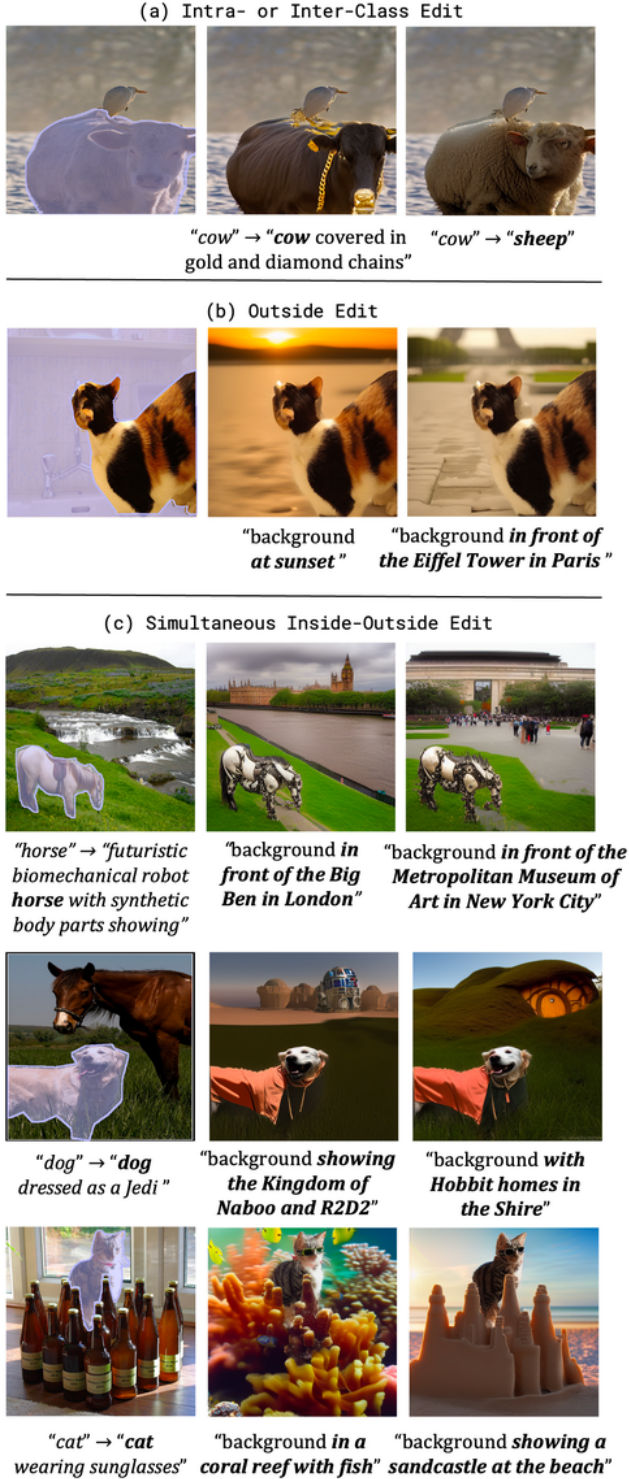 (a) Intra- or Inter-Class Edit
“cow” → “cow covered in
gold and diamond chains”
“cow” → “sheep”
(b) Outside Edit
“background
at sunset ”
“background in front of
the Eiffel Tower in Paris ”
(c) Simultaneous Inside-Outside Edit
“horse” → “futuristic
biomechanical robot
horse with synthetic
body parts showing”
“background in
front of the Big
Ben in London”
“background in front of the
Metropolitan Museum of
Art in New York City”
“dog” → “dog
dressed as a Jedi ”
“background showing
the Kingdom of
Naboo and R2D2”
“background with
Hobbit homes in
the Shire”
“cat” → “cat
wearing sunglasses”
“background in a
coral reef with fish”
“background showing a
sandcastle at the beach”